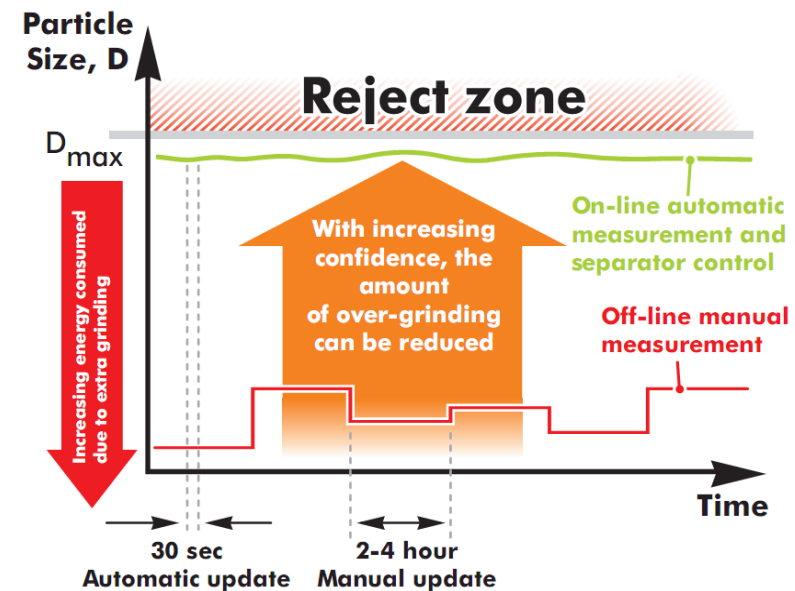 Particle
Size, D
Reject zone
Dmax
Increasing energy consumed
due to extra grinding
With increasing
confidence, the
amount
of over-grinding
can be reduced
On-line automatic
measurement and
separator control
Off-line manual
measurement
Time
30 sec
Automatic update
2-4 hour
Manual update